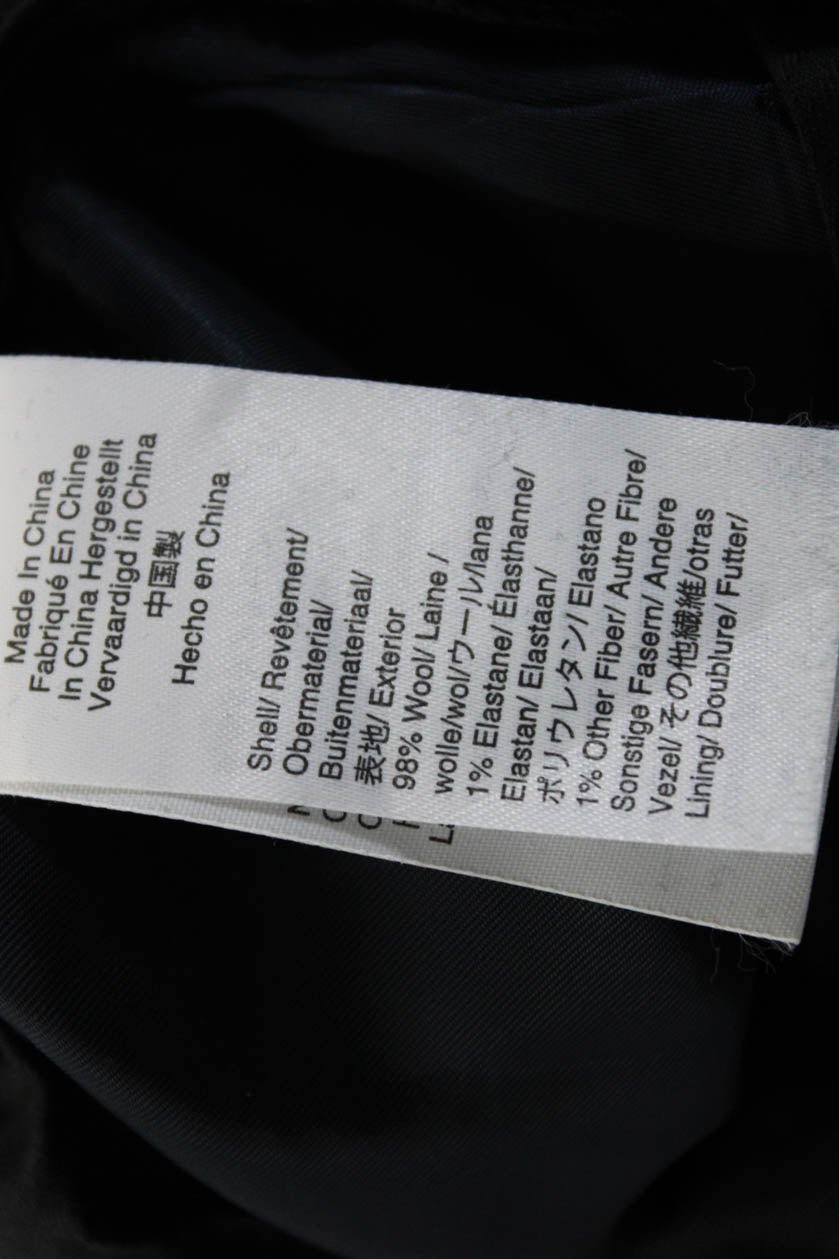 Made In China
Fabriqué En Chine
In China Hergestellt
Vervaardigd in China
中国製
Hecho en China
Shell/ Revêtement/
Obermaterial/
Buitenmateriaal/
表地/ Exterior
98% Wool/ Laine /
wolle/wol/ウール/lana
1% Elastane/ Élasthanne/
Elastan/ Elastaan/
ポリウレタン/ Elastano
1% Other Fiber/ Autre Fibre/
Sonstige Fasern/ Andere
Vezel/ その他繊維/otras
Lining/ Doublure/ Futter/